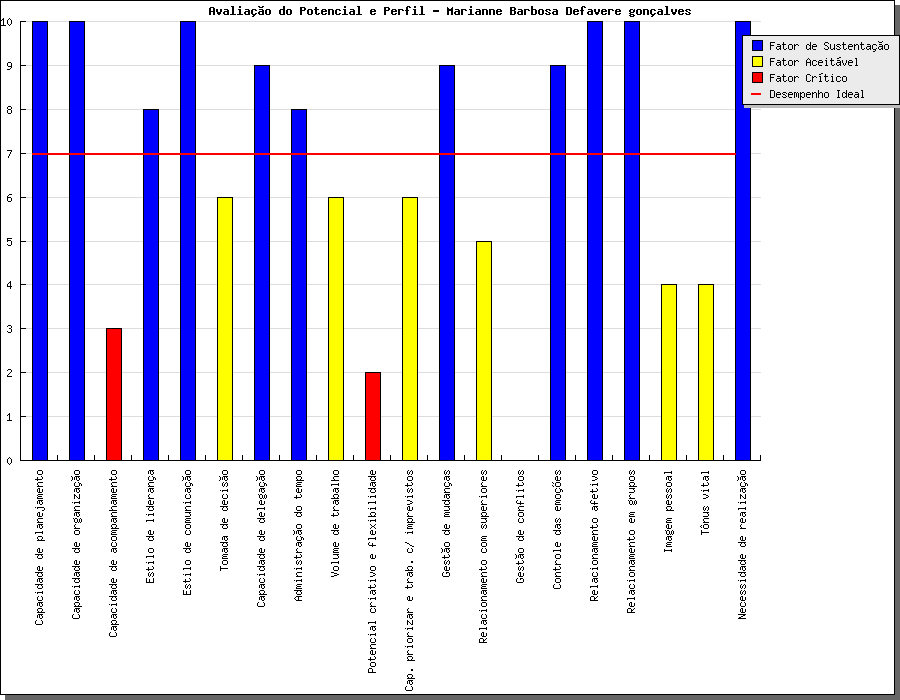 Avaliação do Potencial e Perfil - Marianne Barbosa Defavere gonçalves
10
9
8
7
6
5
4
3
2
1
0
Fator de Sustentação
Fator Aceitável
Fator Crítico
Desempenho Ideal
Capacidade de planejamento
Capacidade de organização
Capacidade de acompanhamento
Estilo de liderança
Estilo de comunicação
Tomada de decisão
Capacidade de delegação
Administração do tempo
Volume de trabalho
Potencial criativo e flexibilidade
Cap. priorizar e trab. c/ imprevistos
Gestão de mudanças
Relacionamento com superiores
Gestão de conflitos
Controle das emoções
Relacionamento afetivo
Relacionamento em grupos
Imagem pessoal
Tônus vital
Necessidade de realização